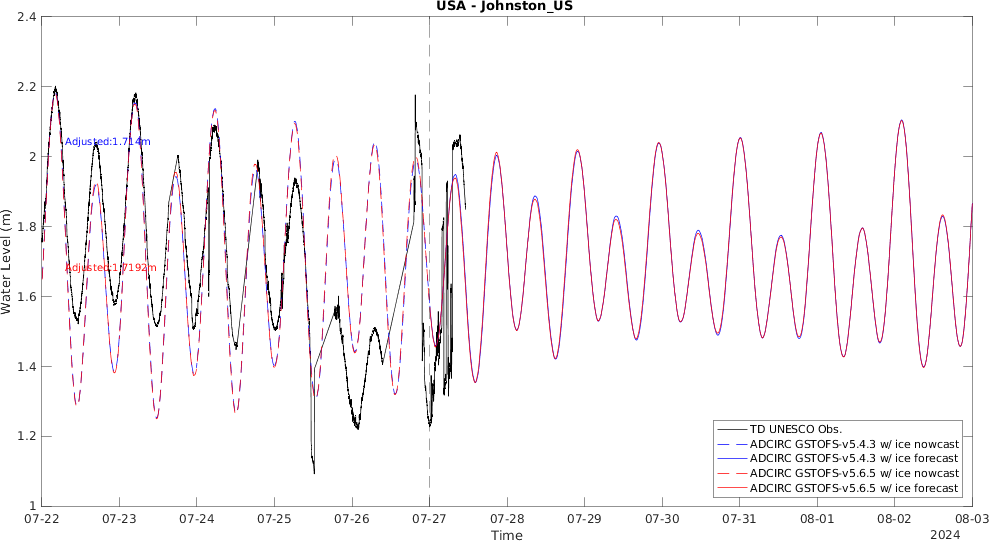 USA - Johnston_US
2.4
2.2
2
1.8
1.6
1.4
1.2
1
Water Level (m)
Adjusted:1.714m
Adjusted:1.7192m
TD UNESCO Obs.
ADCIRC GSTOFS-v5.4.3 w/ ice nowcast
ADCIRC GSTOFS-v5.4.3 w/ ice forecast
ADCIRC GSTOFS-v5.6.5 w/ ice nowcast
ADCIRC GSTOFS-v5.6.5 w/ ice forecast
07-22 07-23 07-24 07-25 07-26 07-27 07-28 07-29 07-30 07-31 08-01 08-02 08-03
Time
2024